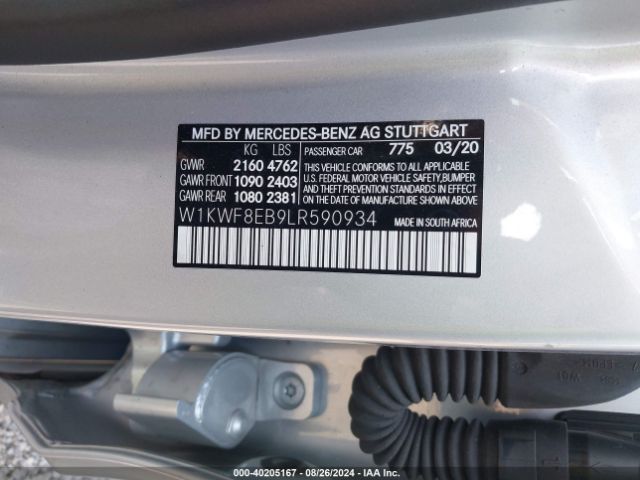 MFD BY MERCEDES-BENZ AG STUTTGART
KG LBS PASSENGER CAR 775 03/20
GVWR 2160 4762
GAWR FRONT 1090 2403
GAWR REAR 1080 2381
THIS VEHICLE CONFORMS TO ALL APPLICABLE
U.S. FEDERAL MOTOR VEHICLE SAFETY,BUMPER
AND THEFT PREVENTION STANDARDS IN EFFECT
ON THE DATE OF MANUFACTURE SHOWN ABOVE.
W1KWF8EB9LR590934
MADE IN SOUTH AFRICA
000-40205167 - 08/26/2024 - IAA Inc.